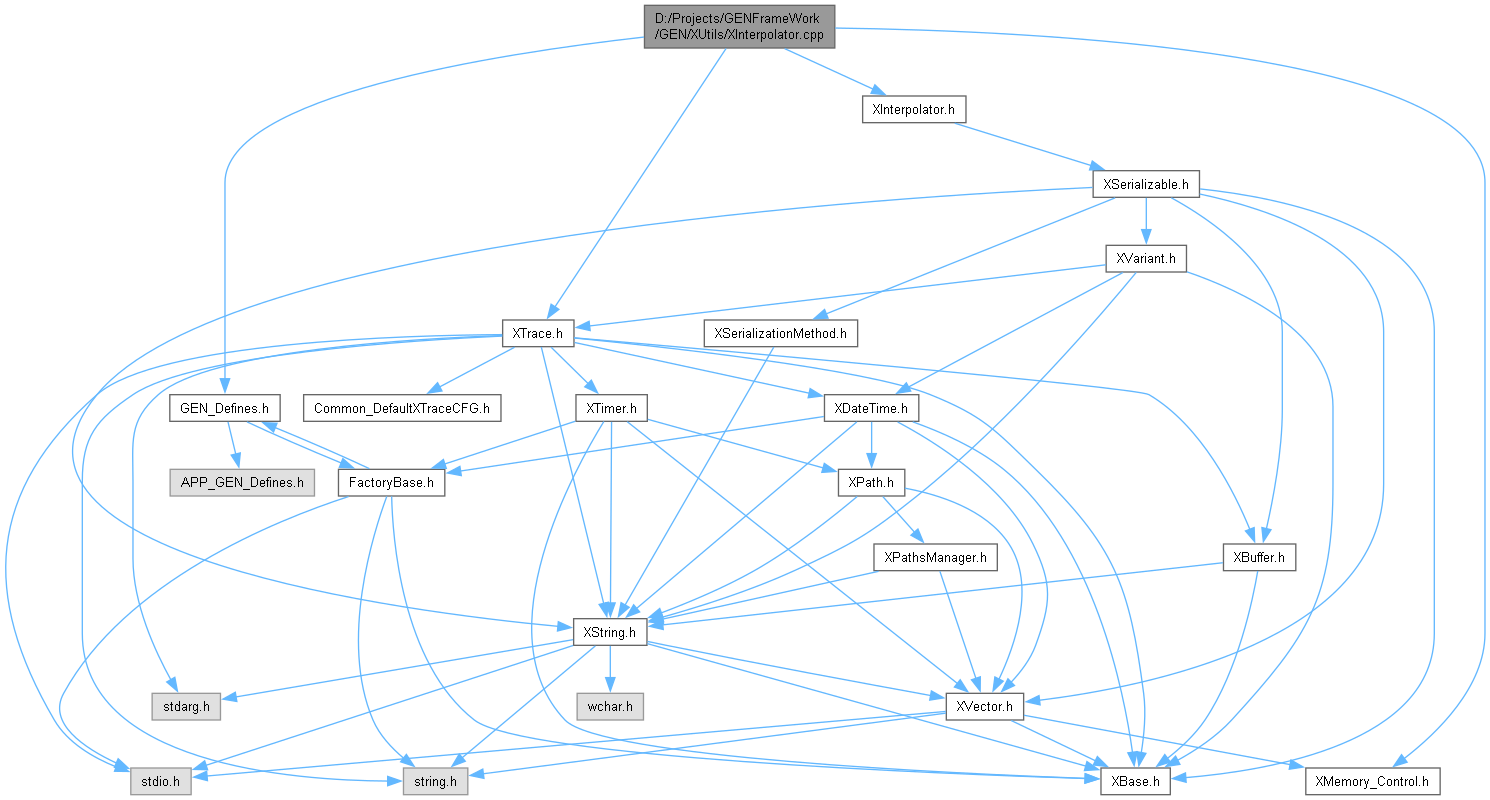 D:/Projects/GENFrameWork
/GEN/XUtils/XInterpolator.cpp
XInterpolator.h
XSerializable.h
XVariant.h
XTrace.h
XSerializationMethod.h
GEN_Defines.h
Common_DefaultXTraceCFG.h
XTimer.h
XDateTime.h
APP_GEN_Defines.h
FactoryBase.h
XPath.h
XPathsManager.h
XBuffer.h
XString.h
stdarg.h
wchar.h
XVector.h
stdio.h
string.h
XBase.h
XMemory_Control.h